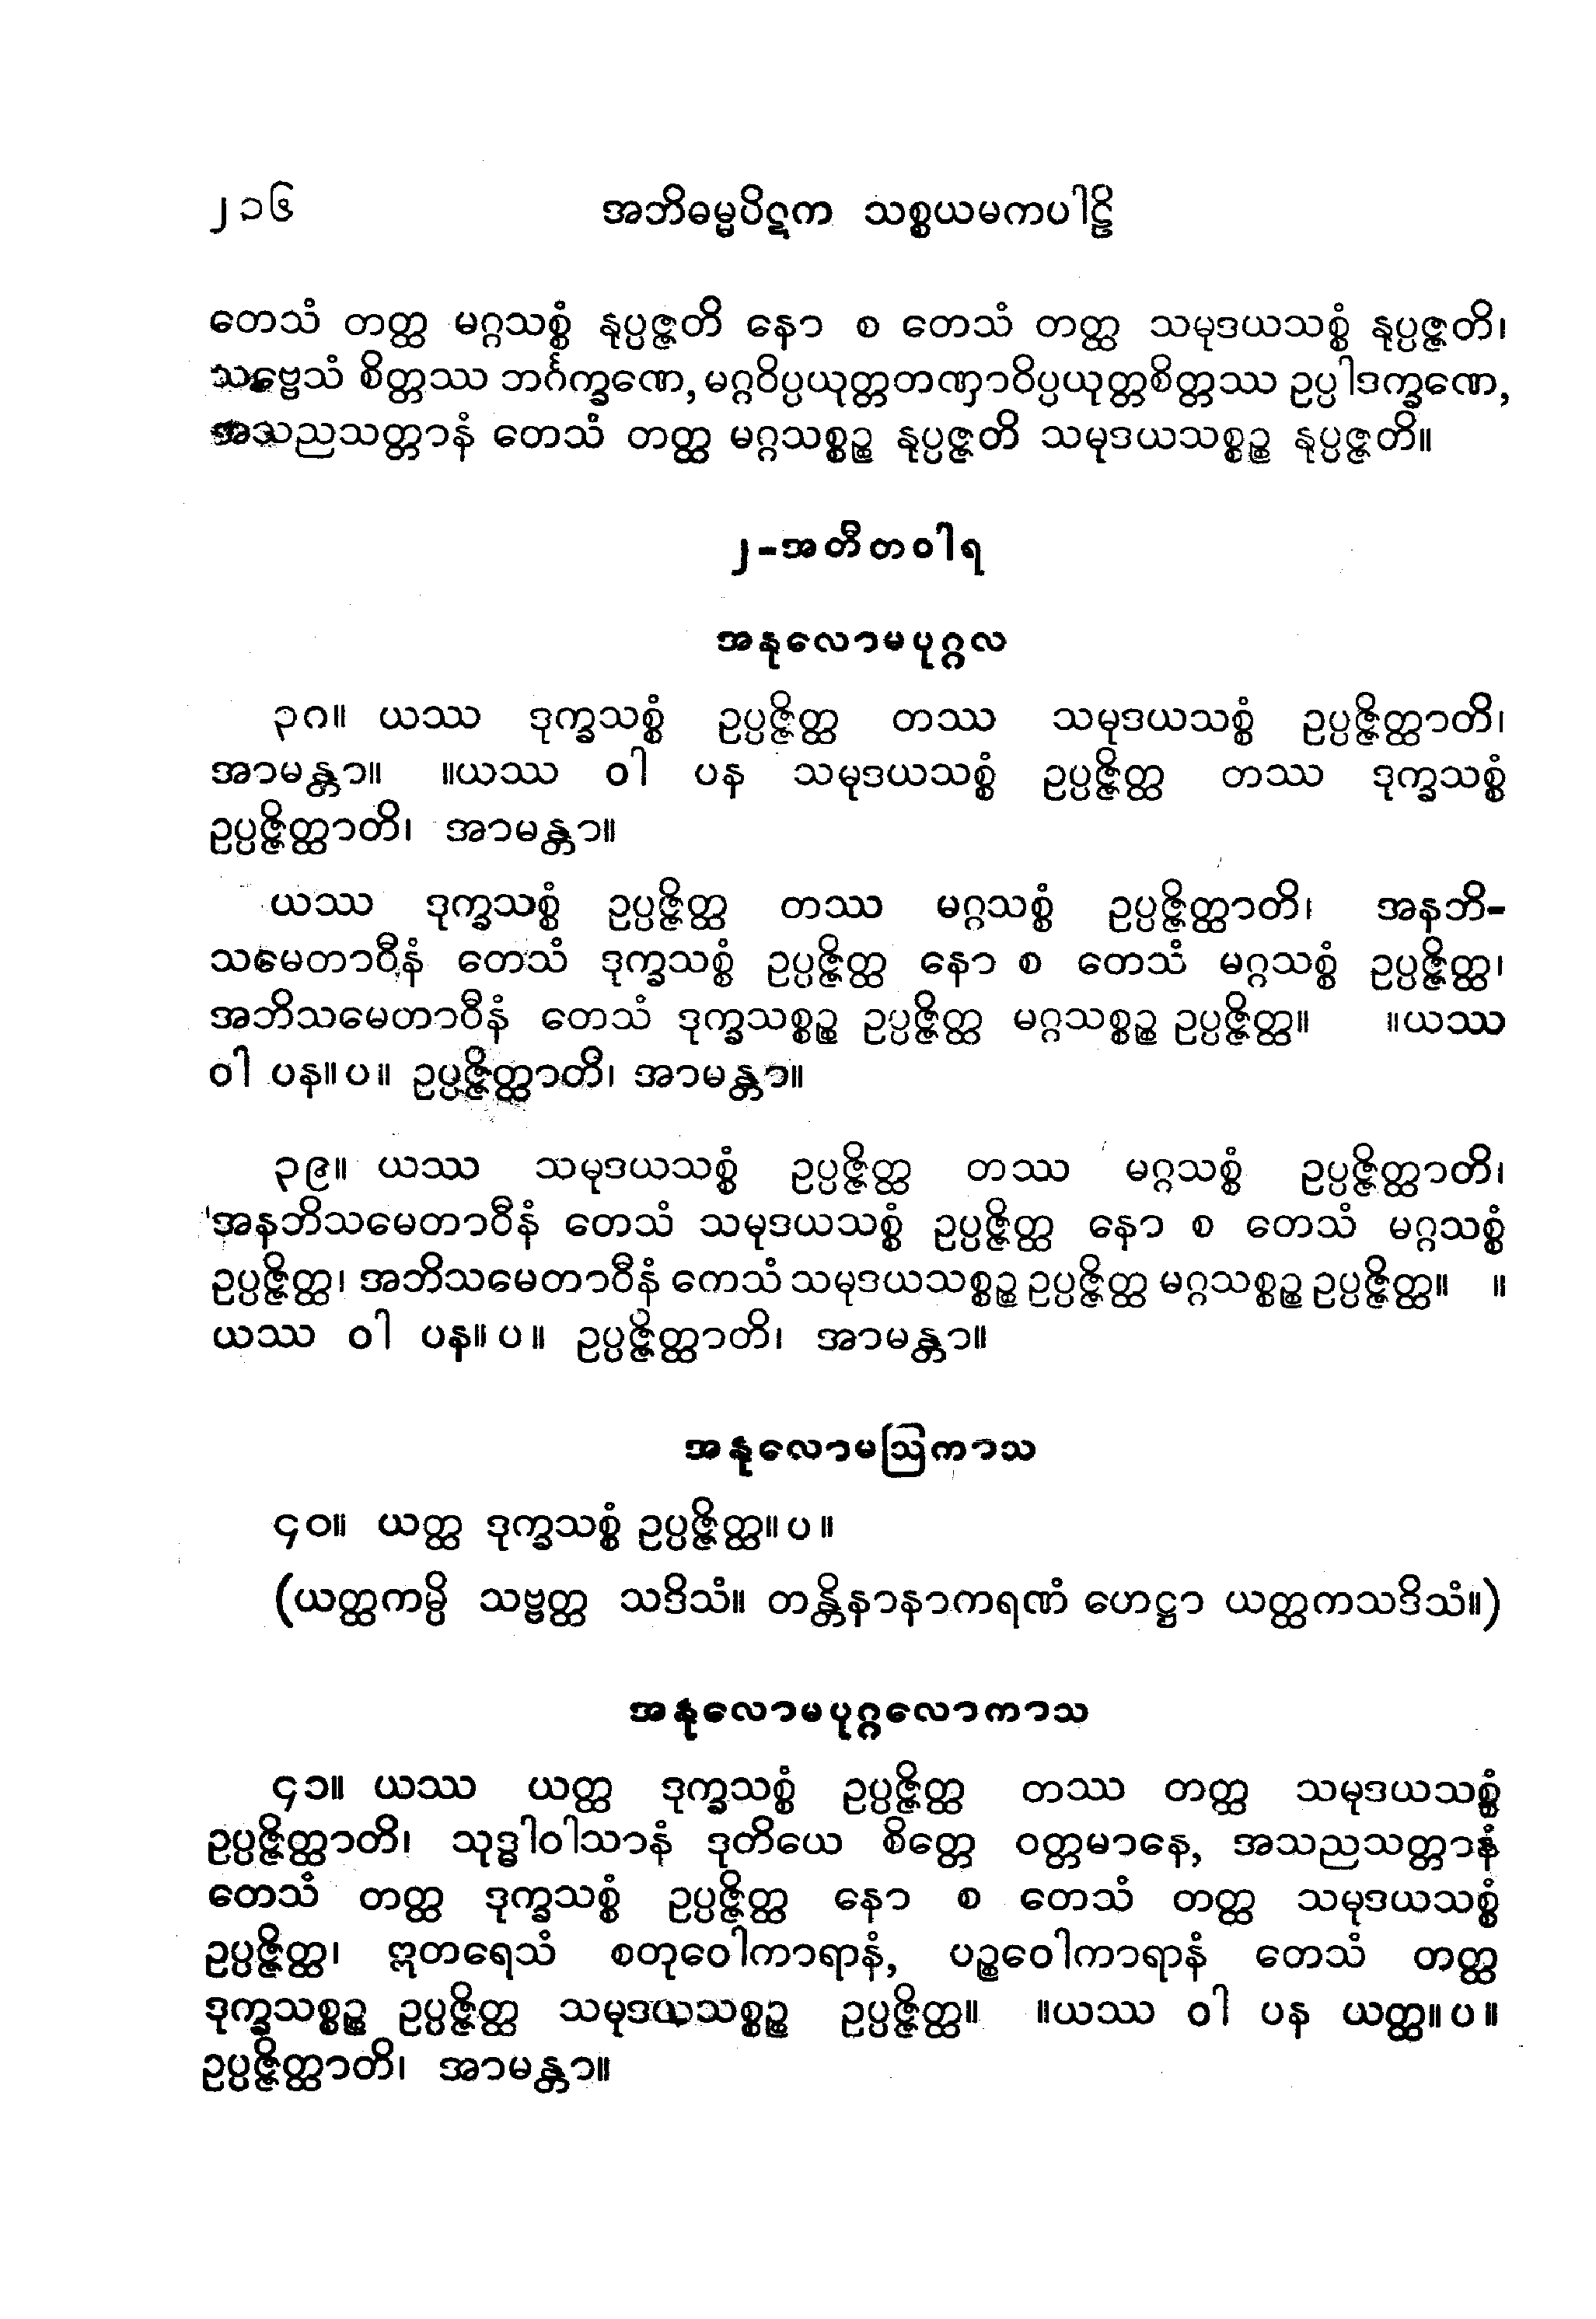 ၂၁၆ အဘိဓမ္မပိဋက သစ္စယမကပါဠိ
တေသံ တတ္ထ မဂ္ဂသစ္စံ နုပ္ပဇ္ဇတိ နော စ တေသံ တတ္ထ သမုဒယသစ္စံ နုပ္ပဇ္ဇတိ၊
သဗ္ဗေသံ စိတ္တဿ ဘင်္ဂက္ခဏေ, မဂ္ဂဝိပ္ပယုတ္တတဏှာဝိပ္ပယုတ္တစိတ္တဿ ဥပ္ပါဒက္ခဏေ,
အသညသတ္တာနံ တေသံ တတ္ထ မဂ္ဂသစ္စဉ္စ နုပ္ပဇ္ဇတိ သမုဒယသစ္စဉ္စ နုပ္ပဇ္ဇတိ။
၂-အတီတဝါရ
အနုလောမပုဂ္ဂလ
၃၈။ ယဿ ဒုက္ခသစ္စံ ဥပ္ပဇ္ဇိတ္ထ တဿ သမုဒယသစ္စံ ဥပ္ပဇ္ဇိတ္ထာတိ၊
အာမန္တာ။ ။ယဿ ဝါ ပန သမုဒယသစ္စံ ဥပ္ပဇ္ဇိတ္ထ တဿ ဒုက္ခသစ္စံ
ဥပ္ပဇ္ဇိတ္ထာတိ၊ အာမန္တာ။
ယဿ ဒုက္ခသစ္စံ ဥပ္ပဇ္ဇိတ္ထ တဿ မဂ္ဂသစ္စံ ဥပ္ပဇ္ဇိတ္ထာတိ၊ အနဘိ-
သမေတာဝီနံ တေသံ ဒုက္ခသစ္စံ ဥပ္ပဇ္ဇိတ္ထ နော စ တေသံ မဂ္ဂသစ္စံ ဥပ္ပဇ္ဇိတ္ထ၊
အဘိသမေတာဝီနံ တေသံ ဒုက္ခသစ္စဉ္စ ဥပ္ပဇ္ဇိတ္ထ မဂ္ဂသစ္စဉ္စ ဥပ္ပဇ္ဇိတ္ထ။ ။ယဿ
ဝါ ပန။ပ။ ဥပ္ပဇ္ဇိတ္ထာတိ၊ အာမန္တာ။
၃၉။ ယဿ သမုဒယသစ္စံ ဥပ္ပဇ္ဇိတ္ထ တဿ မဂ္ဂသစ္စံ ဥပ္ပဇ္ဇိတ္ထာတိ၊
အနဘိသမေတာဝီနံ တေသံ သမုဒယသစ္စံ ဥပ္ပဇ္ဇိတ္ထ နော စ တေသံ မဂ္ဂသစ္စံ
ဥပ္ပဇ္ဇိတ္ထ၊ အဘိသမေတာဝီနံ ကေသံ သမုဒယသစ္စဉ္စ ဥပ္ပဇ္ဇိတ္ထ မဂ္ဂသစ္စဉ္စ ဥပ္ပဇ္ဇိတ္ထ။ ။
ယဿ ဝါ ပန။ပ။ ဥပ္ပဇ္ဇိတ္ထာတိ၊ အာမန္တာ။
အနုလောမဩကာသ
၄၀။ ယတ္ထ ဒုက္ခသစ္စံ ဥပ္ပဇ္ဇိတ္ထ။ပ။
(ယတ္ထကမ္ပိ သဗ္ဗတ္ထ သဒိသံ။ တန္တိနာနာကရဏံ ဟေဋ္ဌာ ယတ္ထကသဒိသံ။)
အနုလောမပုဂ္ဂလောကာသ
၄၁။ ယဿ ယတ္ထ ဒုက္ခသစ္စံ ဥပ္ပဇ္ဇိတ္ထ တဿ တတ္ထ သမုဒယသစ္စံ
ဥပ္ပဇ္ဇိတ္ထာတိ၊ သုဒ္ဓါဝါသာနံ ဒုတိယေ စိတ္တေ ဝတ္တမာနေ, အသညသတ္တာနံ
တေသံ တတ္ထ ဒုက္ခသစ္စံ ဥပ္ပဇ္ဇိတ္ထ နော စ တေသံ တတ္ထ သမုဒယသစ္စံ
ဥပ္ပဇ္ဇိတ္ထ၊ ဣတရေသံ စတုဝေါကာရာနံ, ပဉ္စဝေါကာရာနံ တေသံ တတ္ထ
ဒုက္ခသစ္စဉ္စ ဥပ္ပဇ္ဇိတ္ထ သမုဒယသစ္စဉ္စ ဥပ္ပဇ္ဇိတ္ထ။ ။ယဿ ဝါ ပန ယတ္ထ။ပ။
ဥပ္ပဇ္ဇိတ္ထာတိ၊ အာမန္တာ။